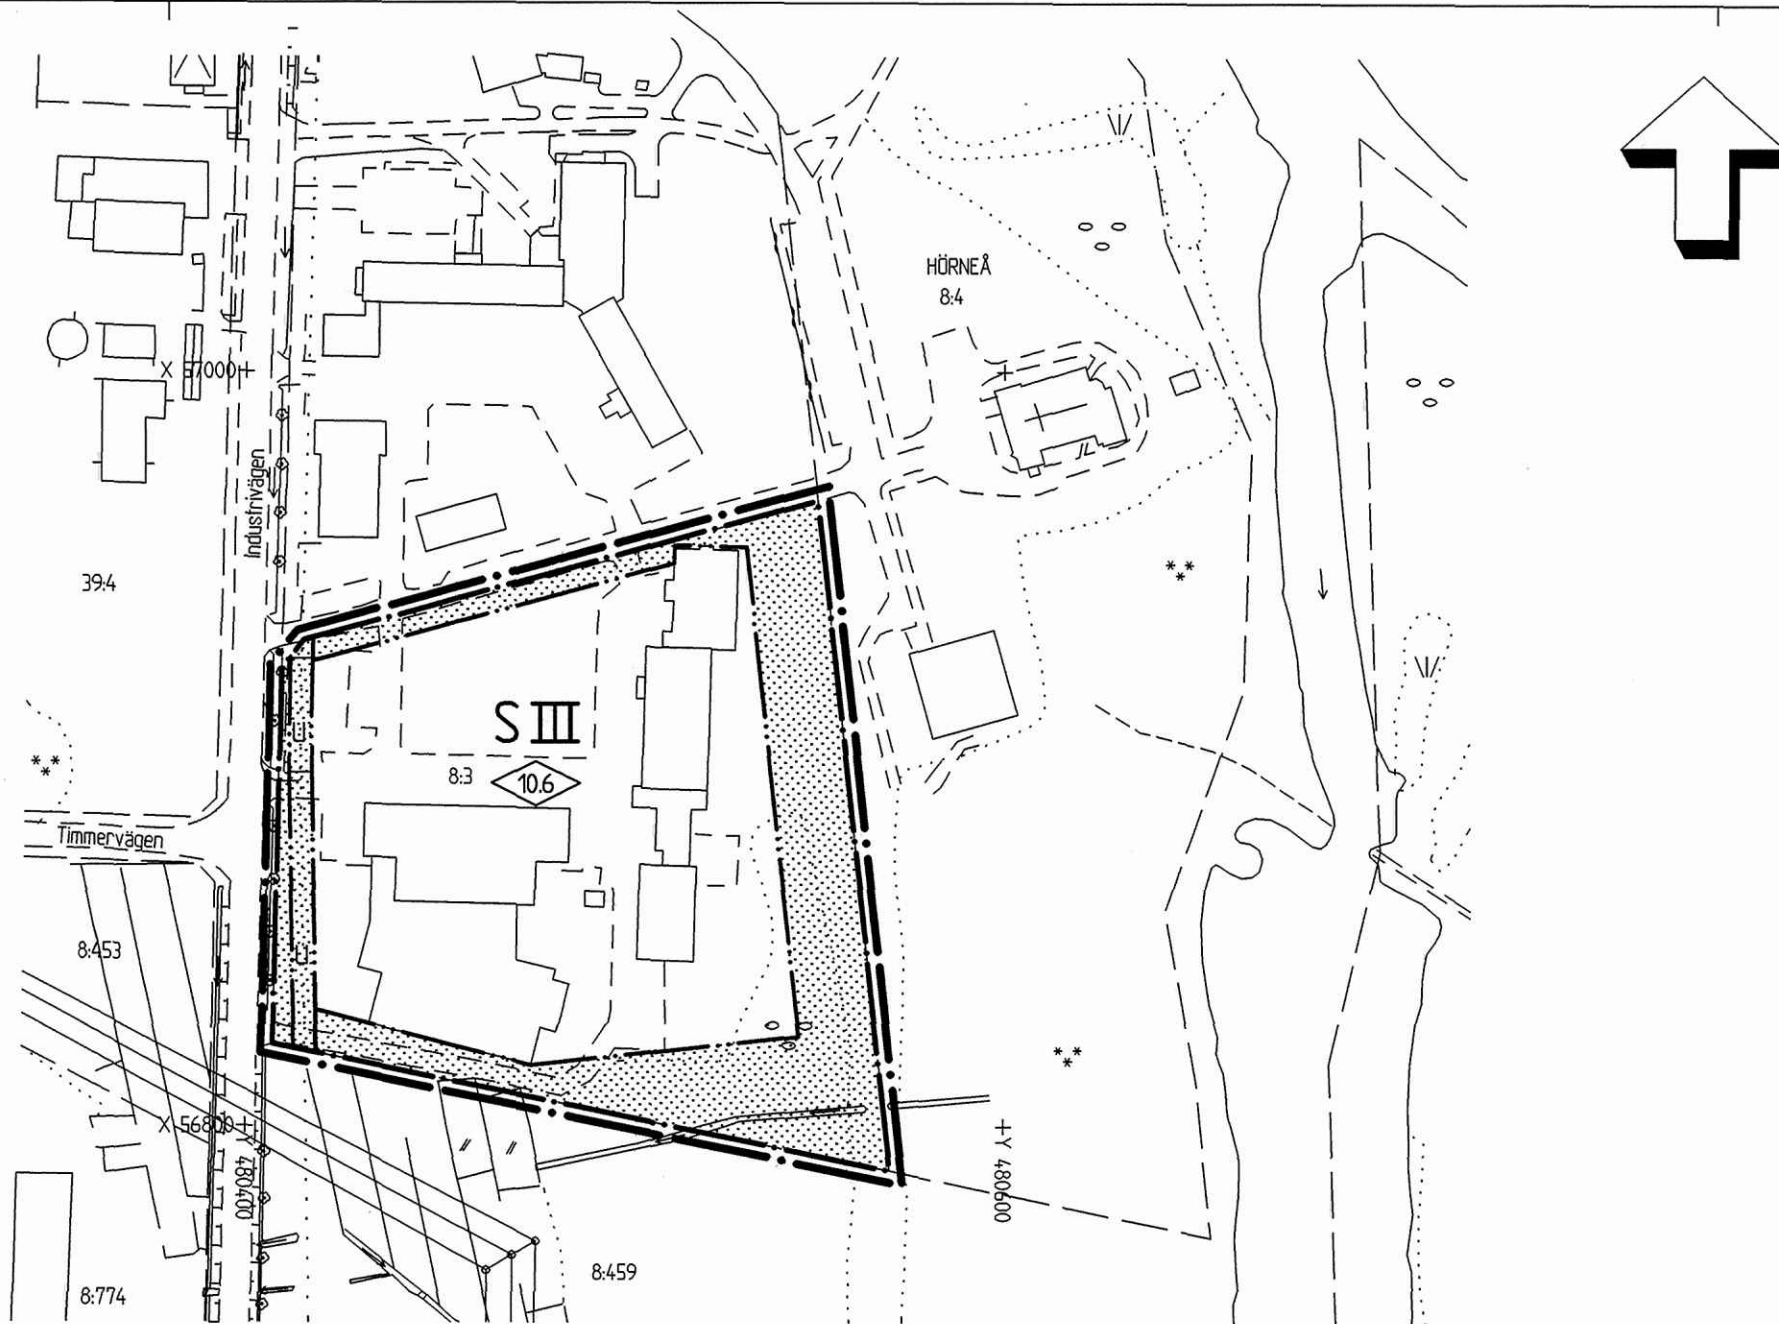 HÖRNEÅ
8:4
X 57000
Industrivägen
39:4
S III
8:3
10.6
Timmervägen
8:453
X 56800
480400
Y 480600
8:459
8:774